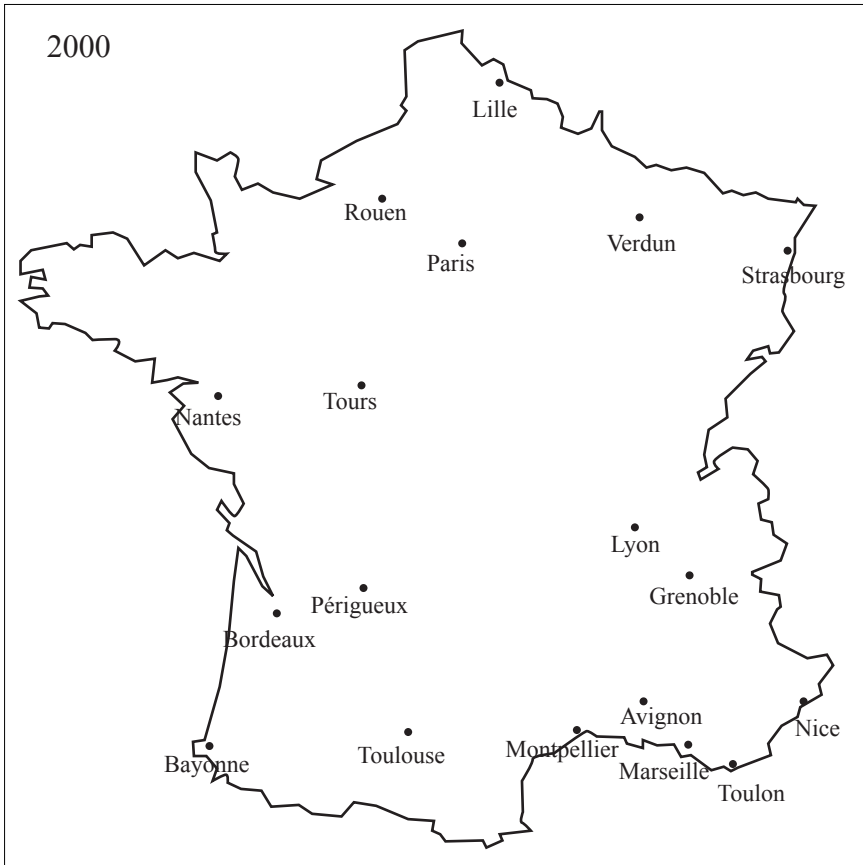 2000
Lille
Rouen
Verdun
Paris
Strasbourg
Tours
Nantes
Lyon
Grenoble
Périgueux
Bordeaux
Avignon
Nice
Montpellier
Toulouse
Marseille
Bayonne
Toulon